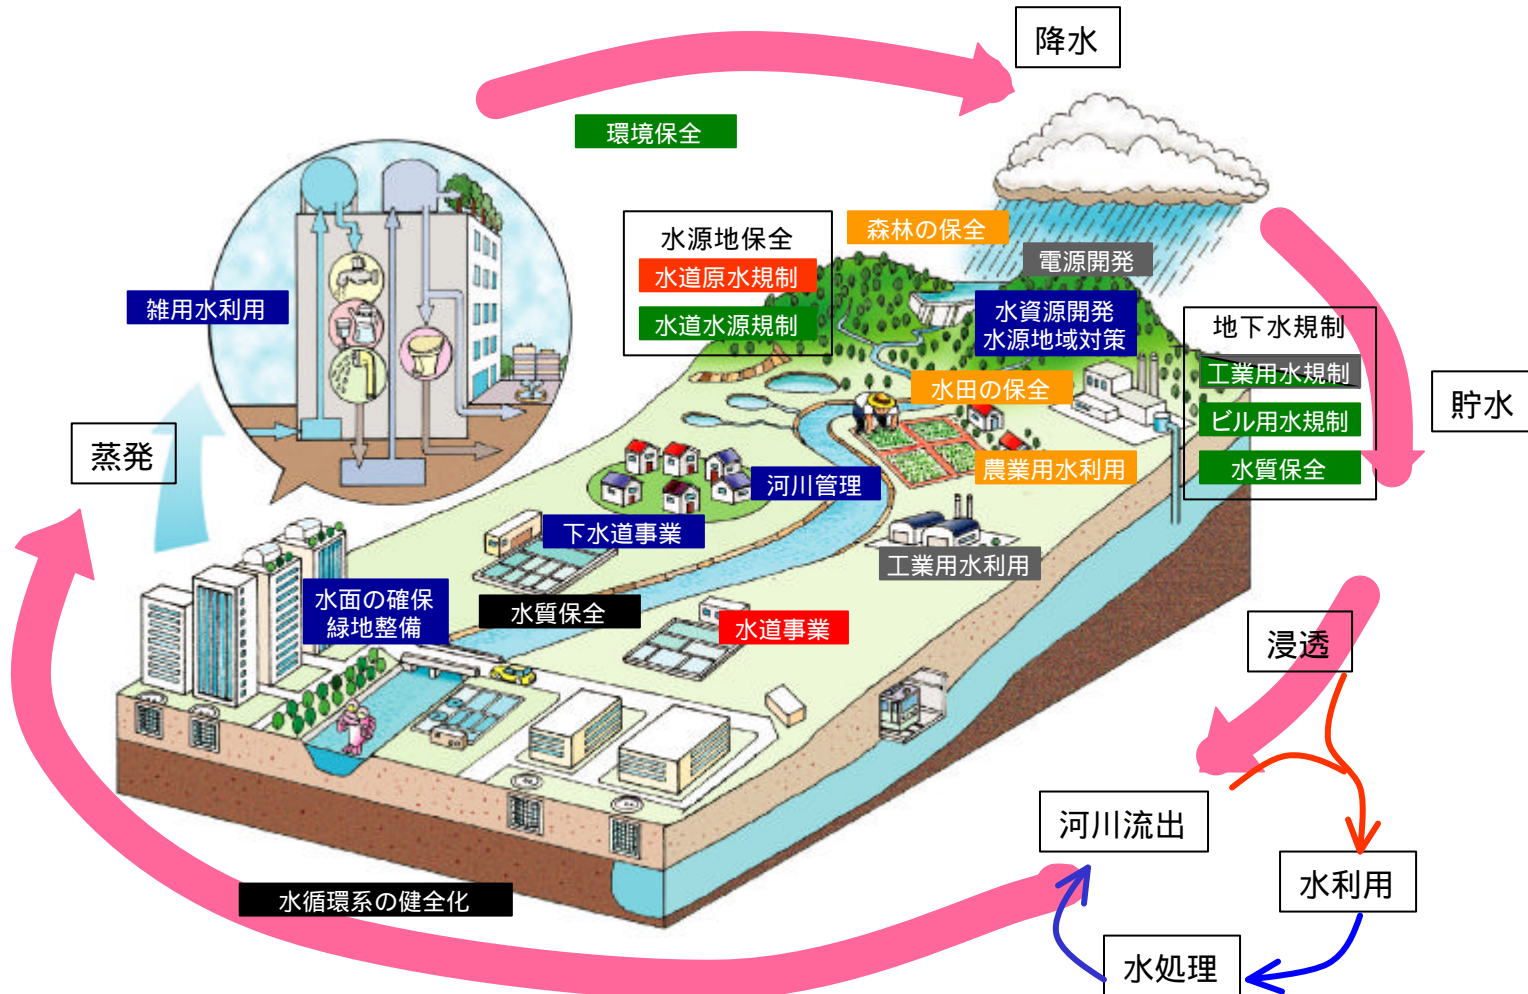 降水
環境保全
水源地保全
水道原水規制
水道水源規制
森林の保全
電源開発
雑用水利用
水資源開発
水源地域対策
地下水規制
工業用水規制
ビル用水規制
水質保全
貯水
水田の保全
蒸発
農業用水利用
河川管理
下水道事業
工業用水利用
水面の確保
緑地整備
水質保全
水道事業
浸透
河川流出
水利用
水循環系の健全化
水処理